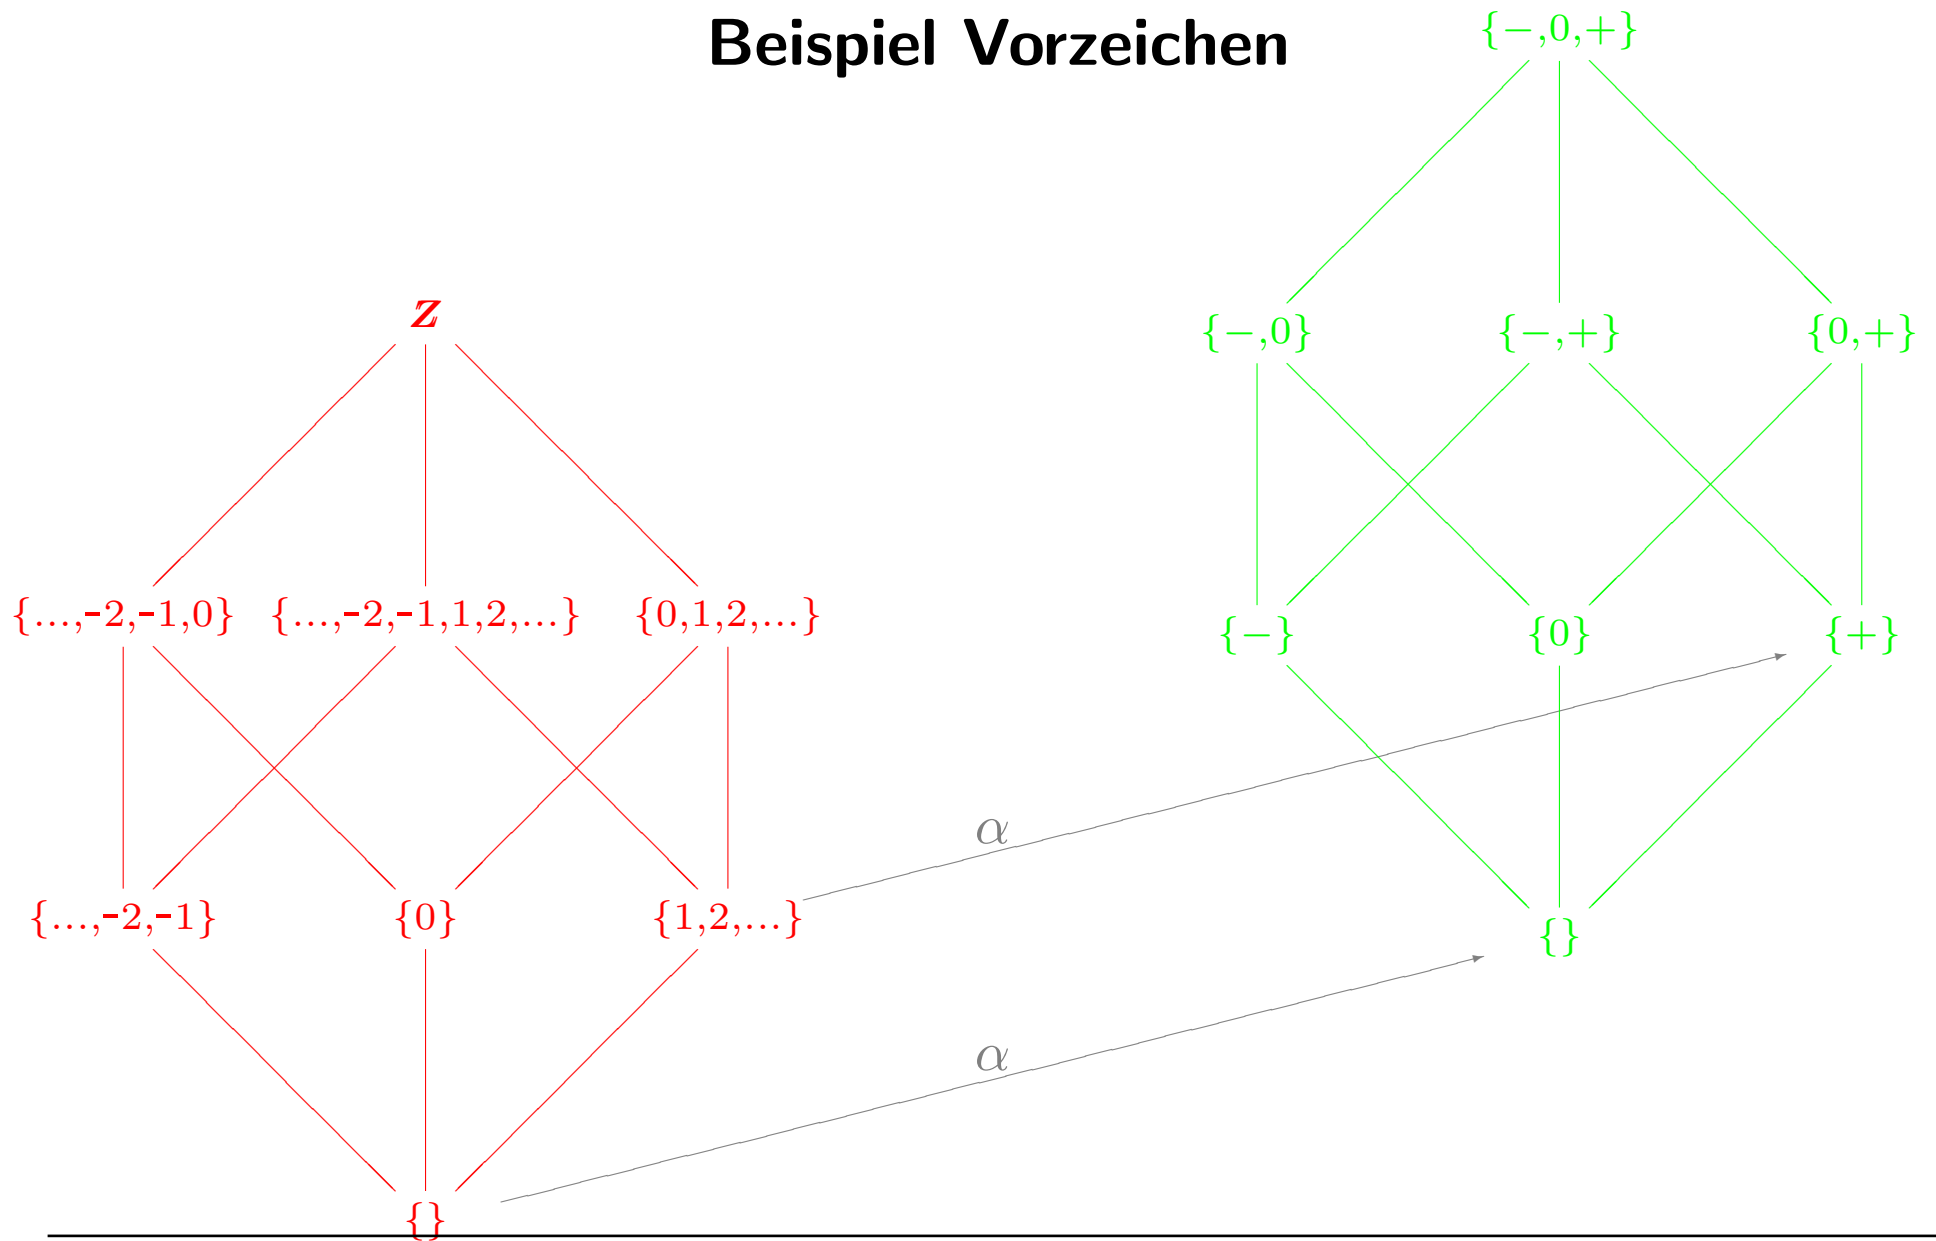 Beispiel Vorzeichen
{−,0,+}
Z
{−,0} {−,+} {0,+}
{...,-2,-1,0} {...,-2,-1,1,2,...} {0,1,2,...}
{−} {0} {+}
α
{...,-2,-1} {0} {1,2,...}
{}
α
{}